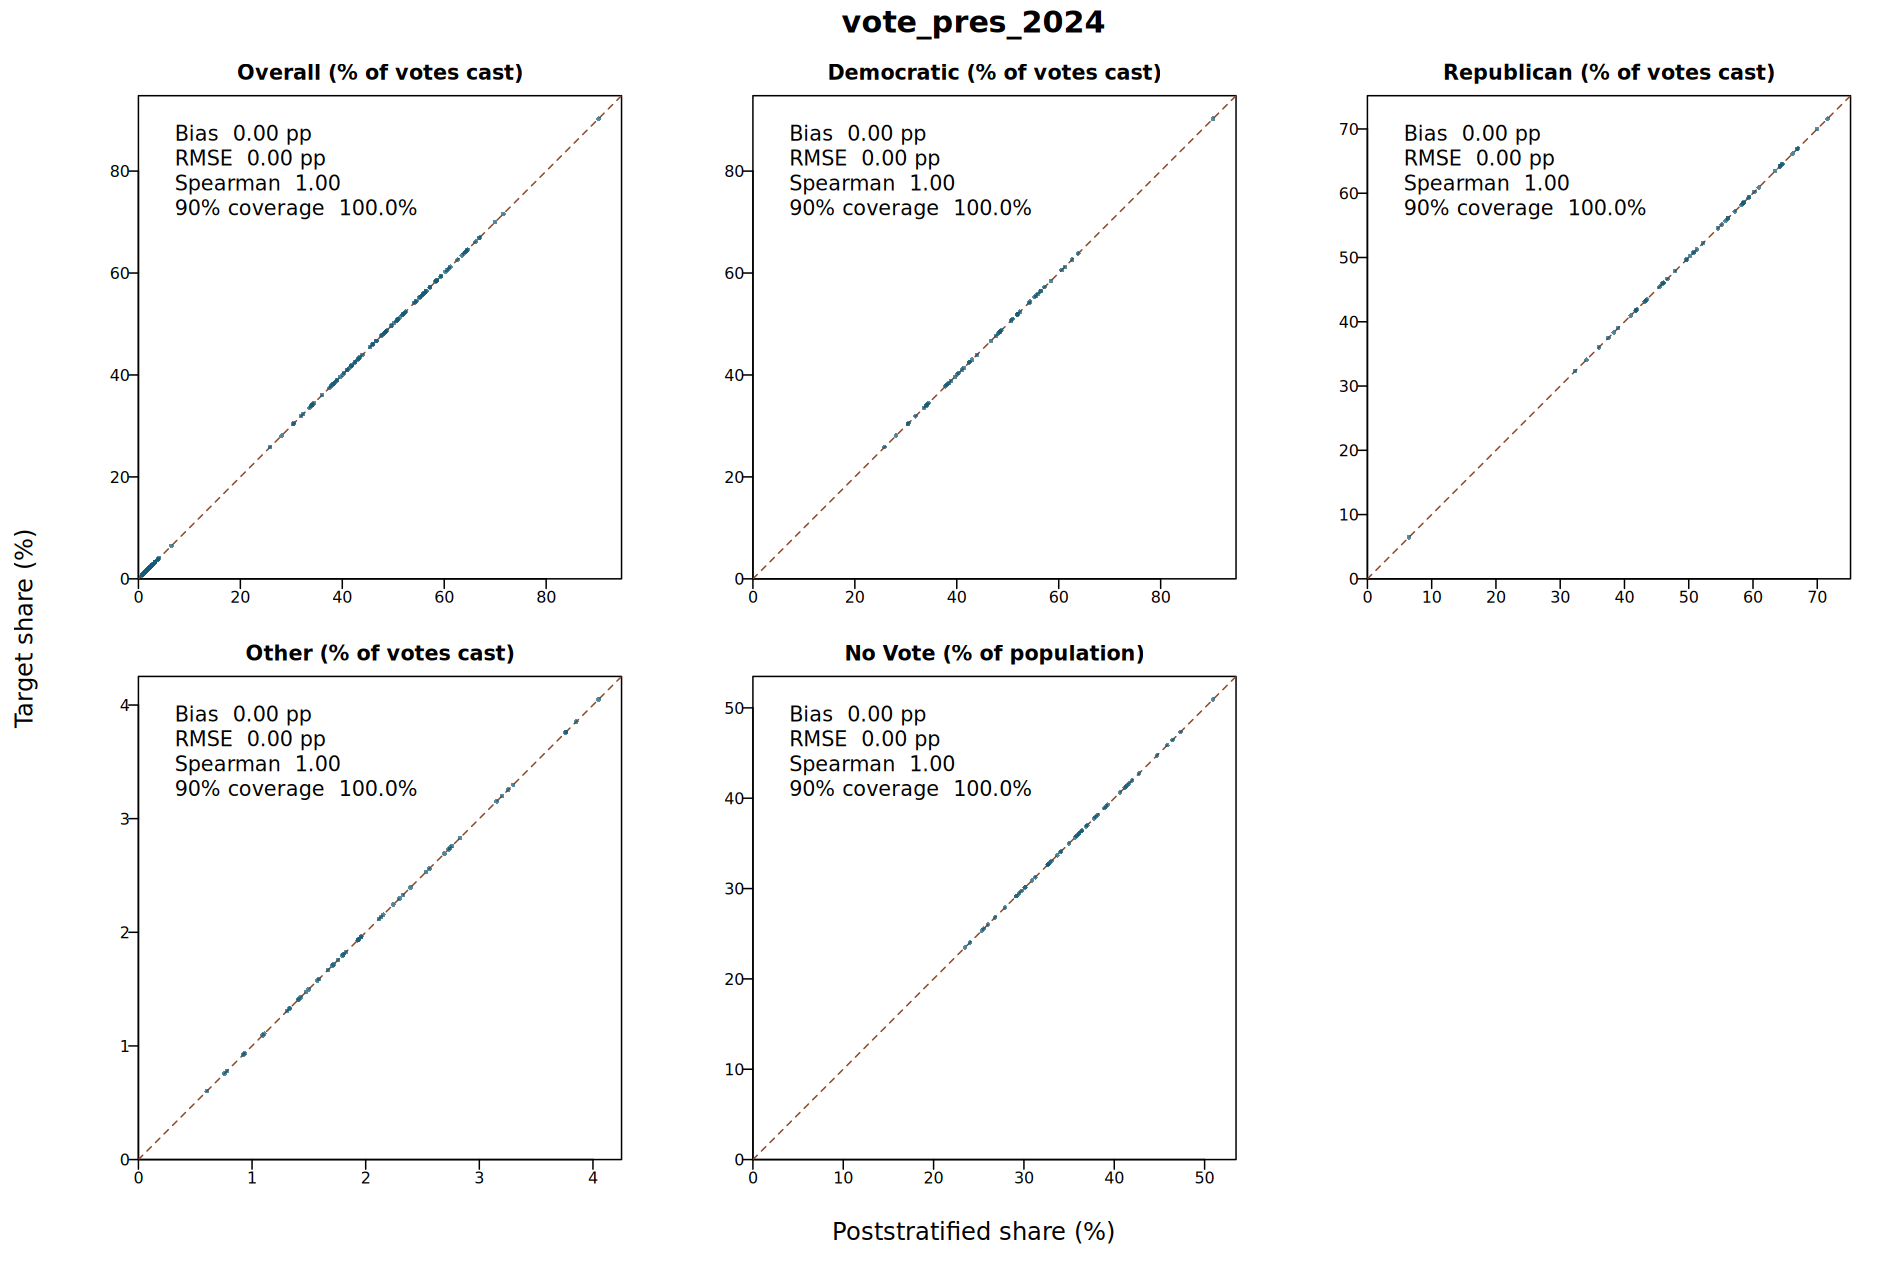 vote_pres_2024
Overall (% of votes cast)
Bias 0.00 pp
RMSE 0.00 pp
Spearman 1.00
90% coverage 100.0%
80
60
40
20
0
0 20 40 60 80
Democratic (% of votes cast)
Bias 0.00 pp
RMSE 0.00 pp
Spearman 1.00
90% coverage 100.0%
80
60
40
20
0
0 20 40 60 80
Republican (% of votes cast)
Bias 0.00 pp
RMSE 0.00 pp
Spearman 1.00
90% coverage 100.0%
70
60
50
40
30
20
10
0
0 10 20 30 40 50 60 70
Target share (%)
Other (% of votes cast)
Bias 0.00 pp
RMSE 0.00 pp
Spearman 1.00
90% coverage 100.0%
4
3
2
1
0
0 1 2 3 4
No Vote (% of population)
Bias 0.00 pp
RMSE 0.00 pp
Spearman 1.00
90% coverage 100.0%
50
40
30
20
10
0
0 10 20 30 40 50
Poststratified share (%)